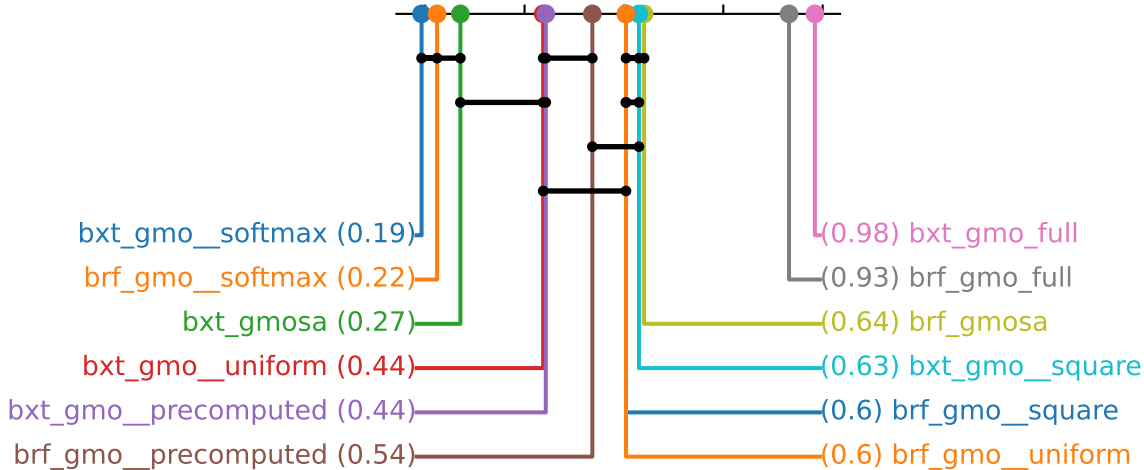 bxt_gmo__softmax (0.19)
(0.98) bxt_gmo_full
brf_gmo__softmax (0.22)
(0.93) brf_gmo_full
bxt_gmosa (0.27)
(0.64) brf_gmosa
bxt_gmo__uniform (0.44)
(0.63) bxt_gmo__square
bxt_gmo__precomputed (0.44)
(0.6) brf_gmo__square
brf_gmo__precomputed (0.54)
(0.6) brf_gmo__uniform